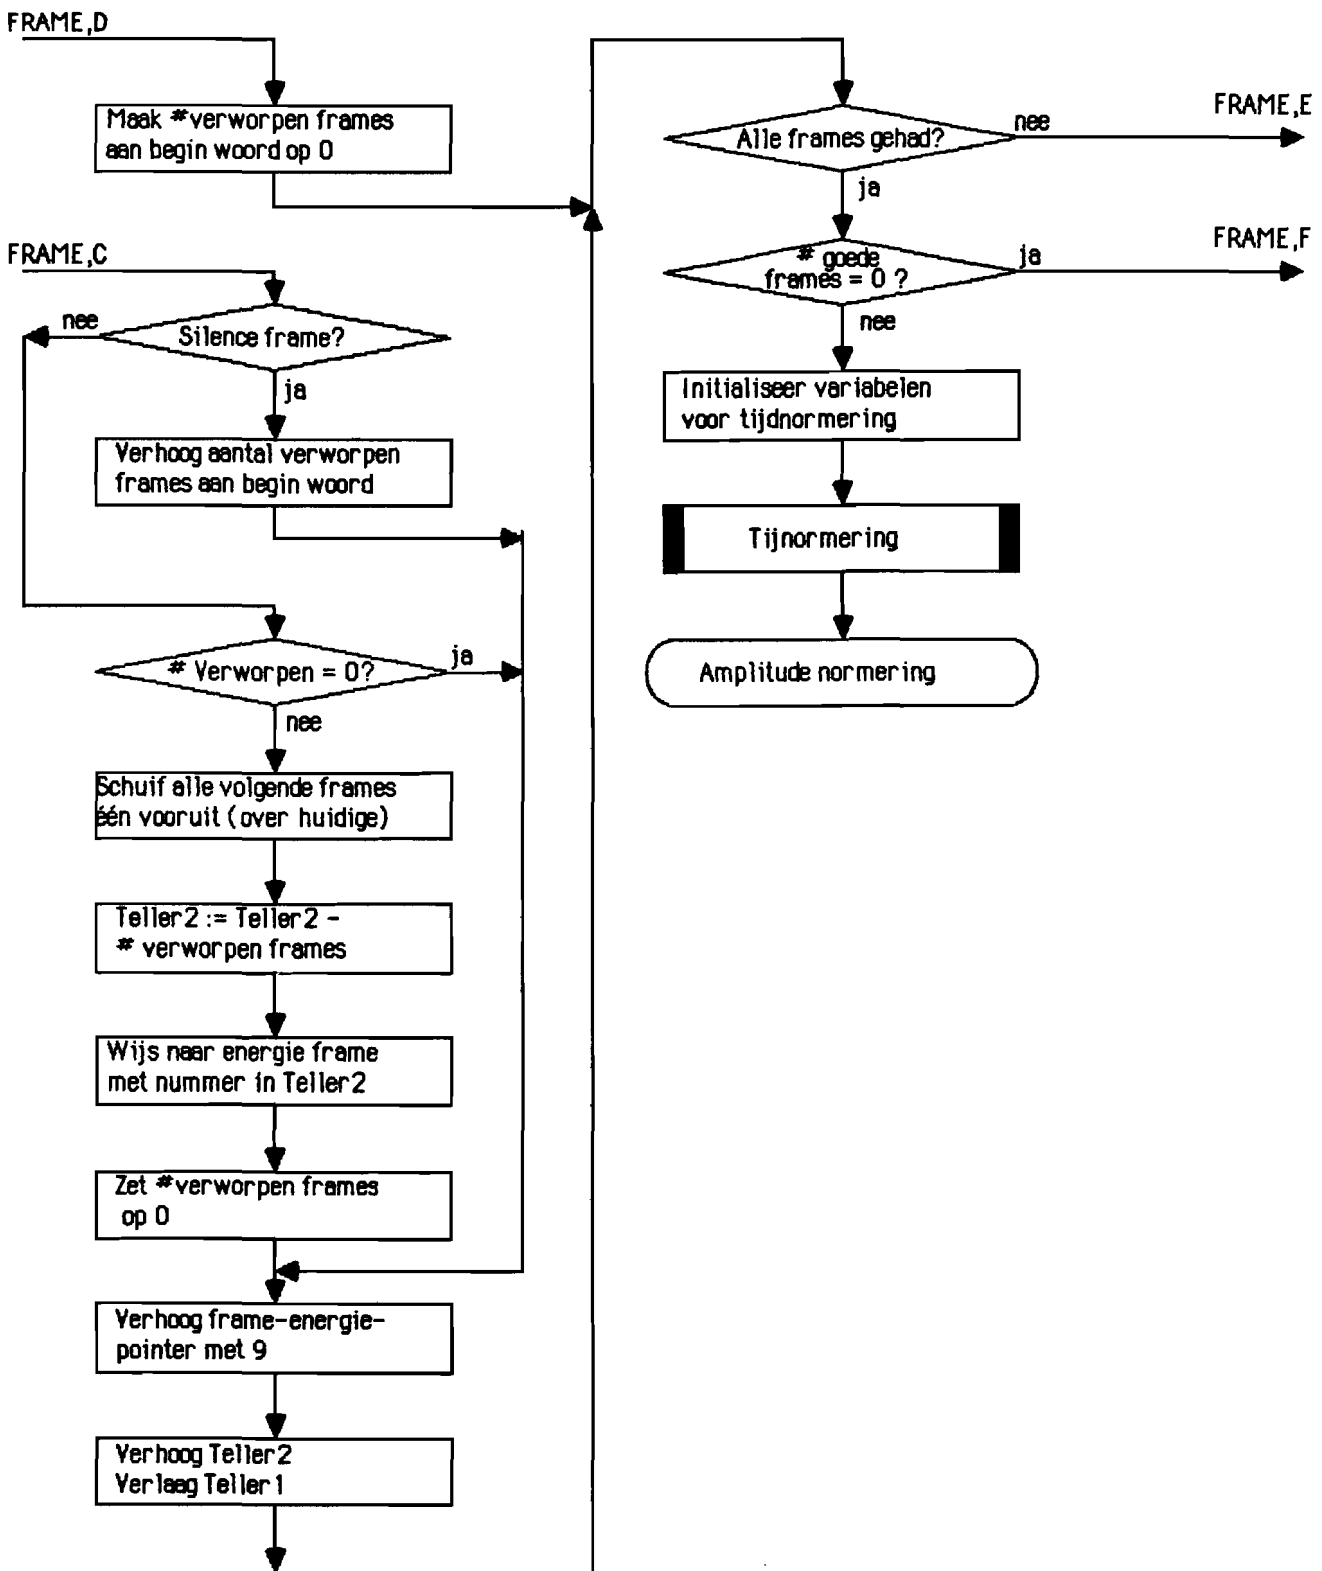 FRAME,D
Maak #verworpen frames
aan begin woord op 0
FRAME,C
nee
Silence frame?
ja
Verhoog aantal verworpen
frames aan begin woord
# Verworpen = 0?
ja
nee
Schuif alle volgende frames
één vooruit (over huidige)
Teller2 := Teller2 -
# verworpen frames
Wijs naar energie frame
met nummer in Teller2
Zet #verworpen frames
op 0
Verhoog frame-energie-
pointer met 9
Verhoog Teller2
Verlaag Teller1
Alle frames gehad?
nee
FRAME,E
ja
# goede
frames = 0 ?
ja
FRAME,F
nee
Initialiseer variabelen
voor tijdnormering
Tijnormering
Amplitude normering